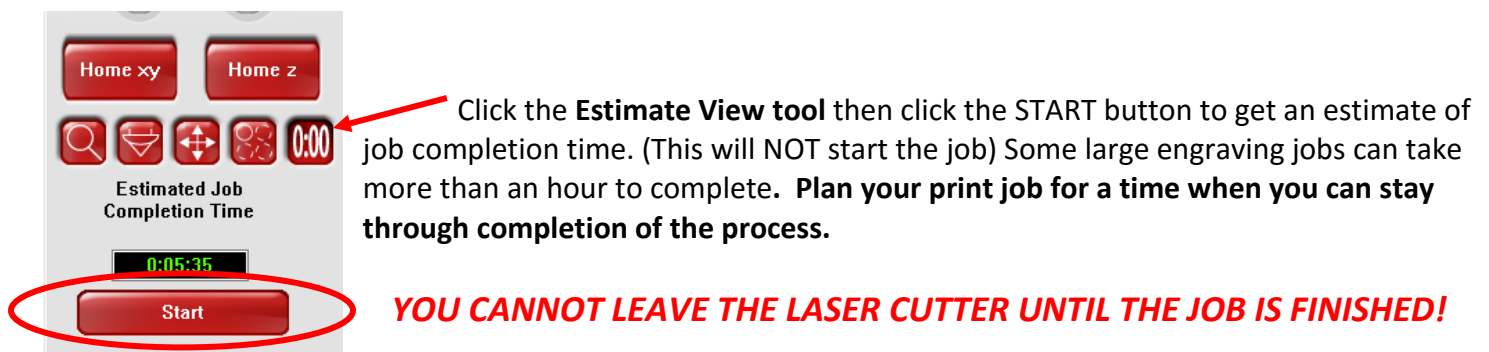 Home xy
Home z
0:00
Click the Estimate View tool then click the START button to get an estimate of
job completion time. (This will NOT start the job) Some large engraving jobs can take
more than an hour to complete. Plan your print job for a time when you can stay
through completion of the process.
Estimated Job
Completion Time
0:05:35
Start
YOU CANNOT LEAVE THE LASER CUTTER UNTIL THE JOB IS FINISHED!